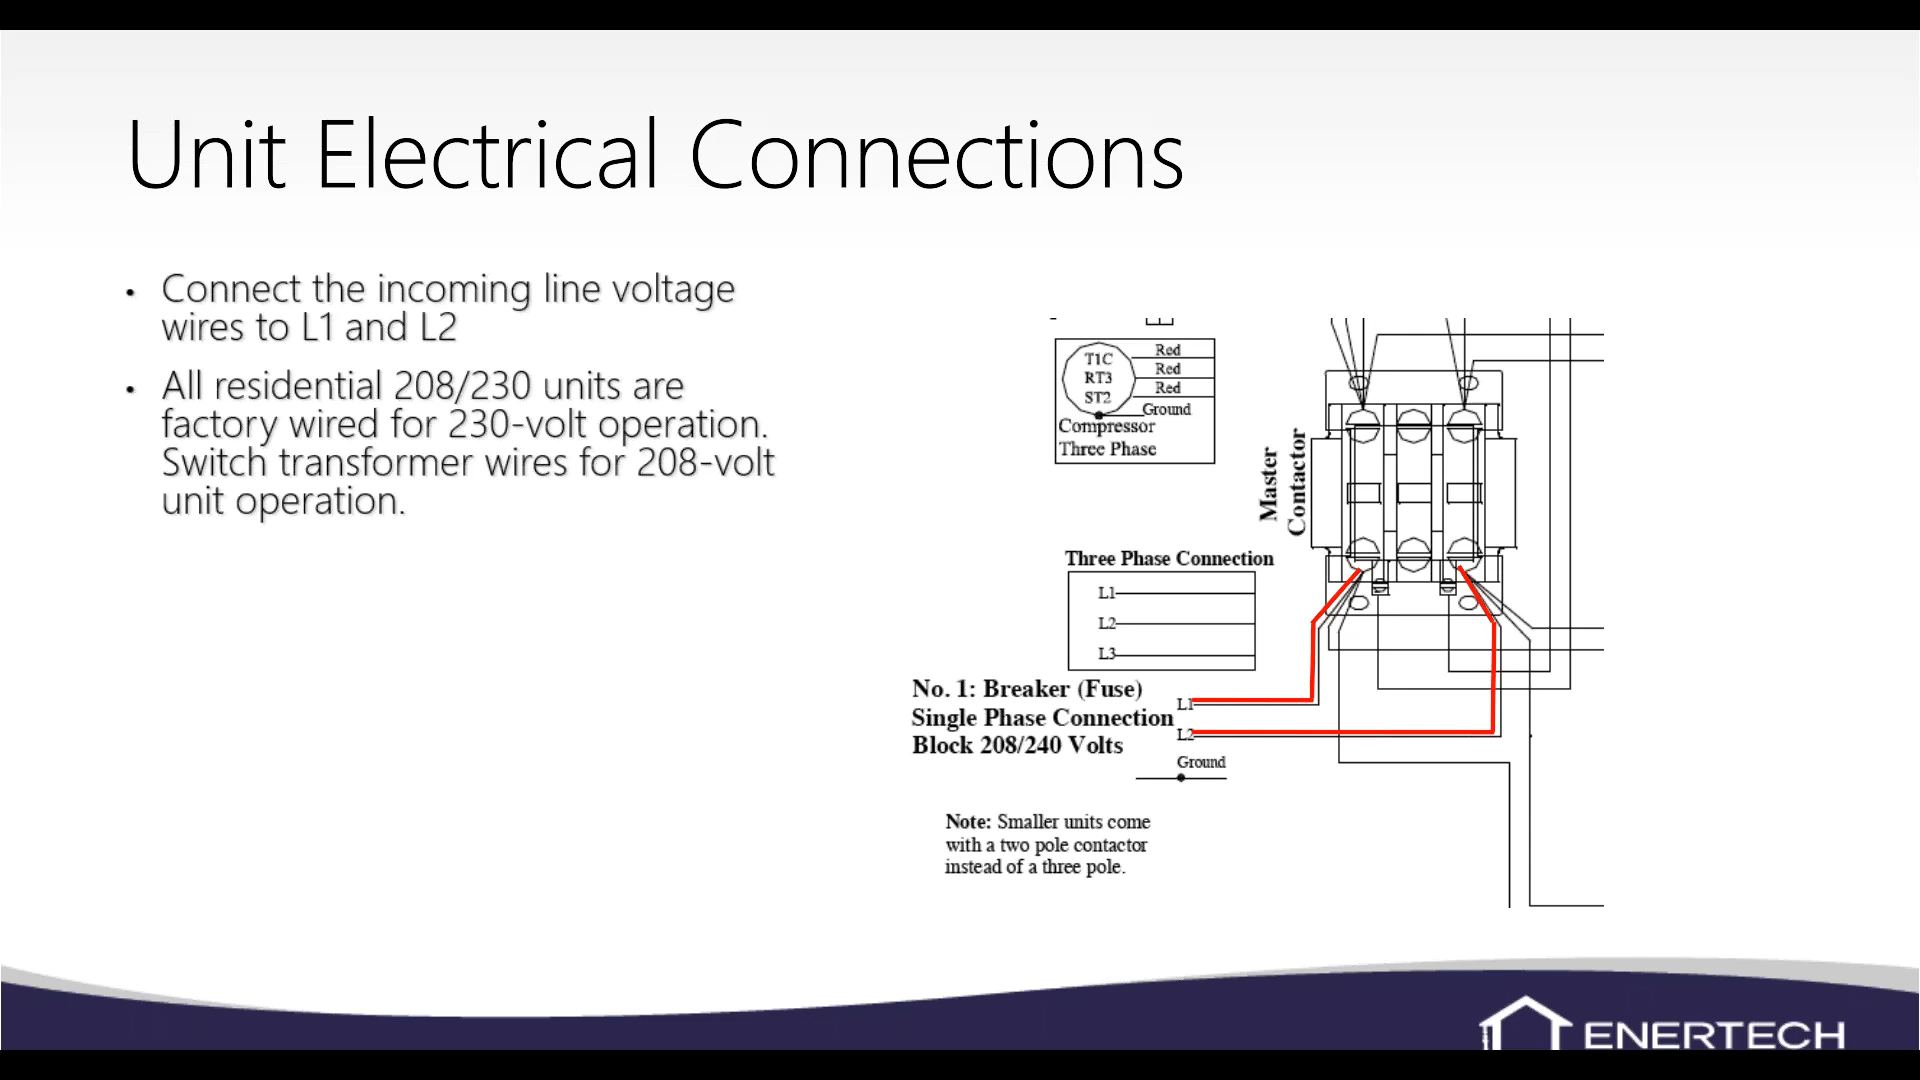 Unit Electrical Connections
• Connect the incoming line voltage
wires to L1 and L2
• All residential 208/230 units are
factory wired for 230-volt operation.
Switch transformer wires for 208-volt
unit operation.
T1C
RT3
ST2
Red
Red
Red
Ground
Compressor
Three Phase
Master
Contactor
Three Phase Connection
L1
L2
L3
No. 1: Breaker (Fuse)
Single Phase Connection
Block 208/240 Volts
L1
L2
Ground
Note: Smaller units come
with a two pole contactor
instead of a three pole.
ENERTECH